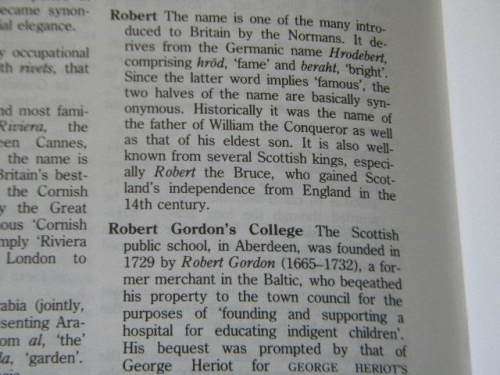 ecame synon-
ial elegance.
y occupational
th rivets, that
nd most fami-
Riviera, the
een Cannes,
the name is
Britain's best-
the Cornish
y the Great
ous 'Cornish
mply 'Riviera
London to
abia (jointly,
esenting Ara-
om al, 'the'
da, 'garden'.
Robert The name is one of the many intro-
duced to Britain by the Normans. It de-
rives from the Germanic name Hrodebert,
comprising hrōd, 'fame' and beraht, 'bright'.
Since the latter word implies 'famous', the
two halves of the name are basically syn-
onymous. Historically it was the name of
the father of William the Conqueror as well
as that of his eldest son. It is also well-
known from several Scottish kings, especi-
ally Robert the Bruce, who gained Scot-
land's independence from England in the
14th century.
Robert Gordon's College The Scottish
public school, in Aberdeen, was founded in
1729 by Robert Gordon (1665–1732), a for-
mer merchant in the Baltic, who beqeathed
his property to the town council for the
purposes of 'founding and supporting a
hospital for educating indigent children'.
His bequest was prompted by that of
George Heriot for GEORGE HERIOT'S